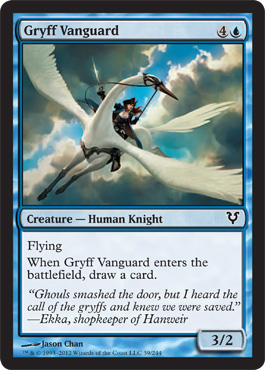 Gryff Vanguard 4
Creature — Human Knight
Flying
When Gryff Vanguard enters the
battlefield, draw a card.
“Ghouls smashed the door, but I heard the
call of the gryffs and knew we were saved.”
—Ekka, shopkeeper of Hanweir
Jason Chan
3/2
™ & © 1993–2012 Wizards of the Coast LLC 59/244